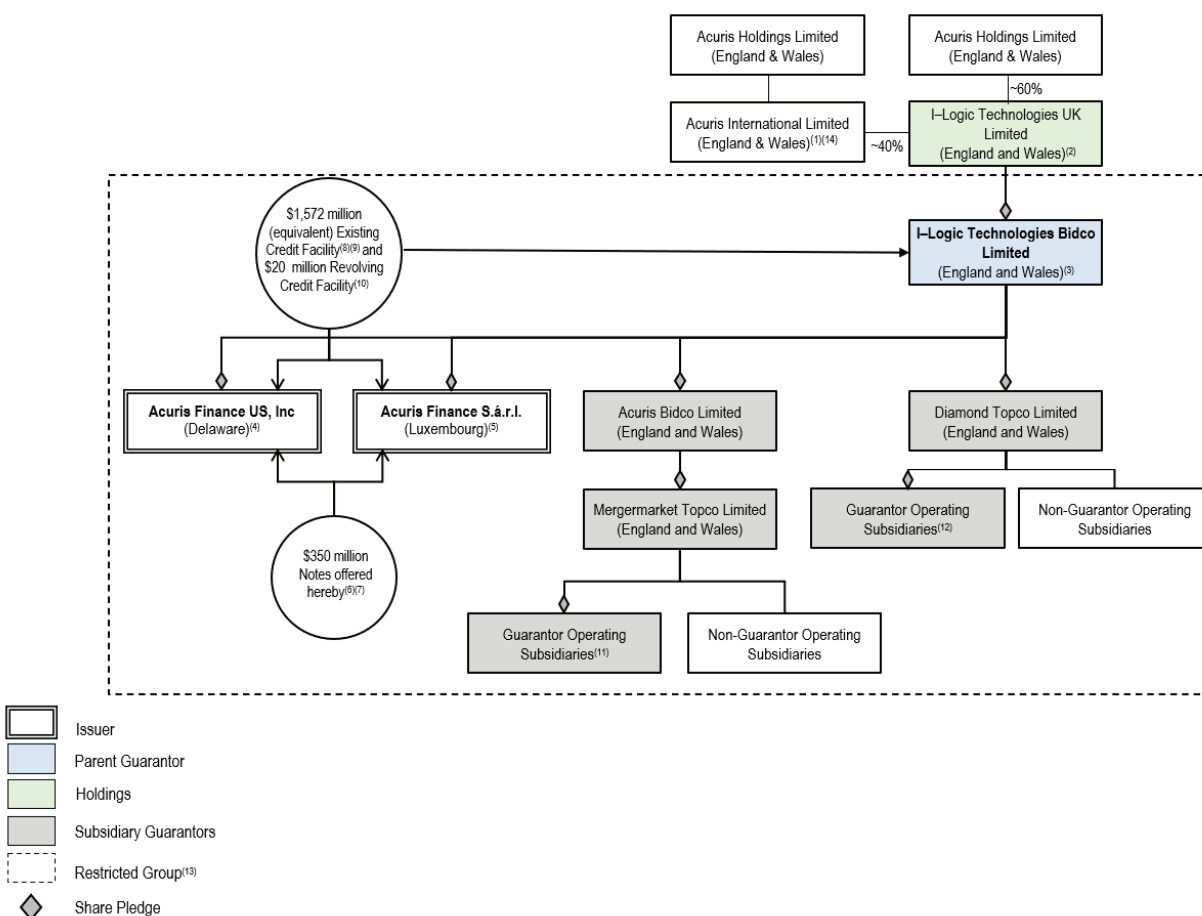 Acuris Holdings Limited
(England & Wales)
Acuris Holdings Limited
(England & Wales)
~60%
Acuris International Limited
(England & Wales)(1)(14)
~40%
I–Logic Technologies UK
Limited
(England and Wales)(2)
$1,572 million
(equivalent) Existing
Credit Facility(8)(9) and
$20 million Revolving
Credit Facility(10)
I–Logic Technologies Bidco
Limited
(England and Wales)(3)
Acuris Finance US, Inc
(Delaware)(4)
Acuris Finance S.á.r.l.
(Luxembourg)(5)
Acuris Bidco Limited
(England and Wales)
Diamond Topco Limited
(England and Wales)
Mergermarket Topco Limited
(England and Wales)
Guarantor Operating
Subsidiaries(12)
Non-Guarantor Operating
Subsidiaries
$350 million
Notes offered
hereby(6)(7)
Guarantor Operating
Subsidiaries(11)
Non-Guarantor Operating
Subsidiaries
Issuer
Parent Guarantor
Holdings
Subsidiary Guarantors
Restricted Group(13)
Share Pledge